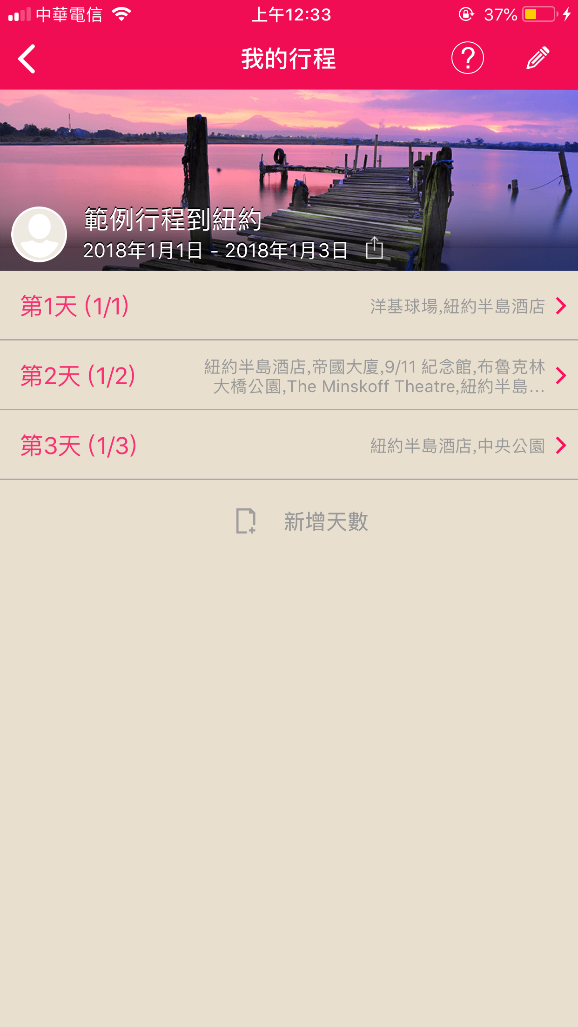 中華電信
上午12:33
37%
我的行程
?
範例行程到紐約
2018年1月1日 - 2018年1月3日
第1天 (1/1)
洋基球場,紐約半島酒店
第2天 (1/2)
紐約半島酒店,帝國大廈,9/11 紀念館,布魯克林
大橋公園,The Minskoff Theatre,紐約半島...
第3天 (1/3)
紐約半島酒店,中央公園
新增天數